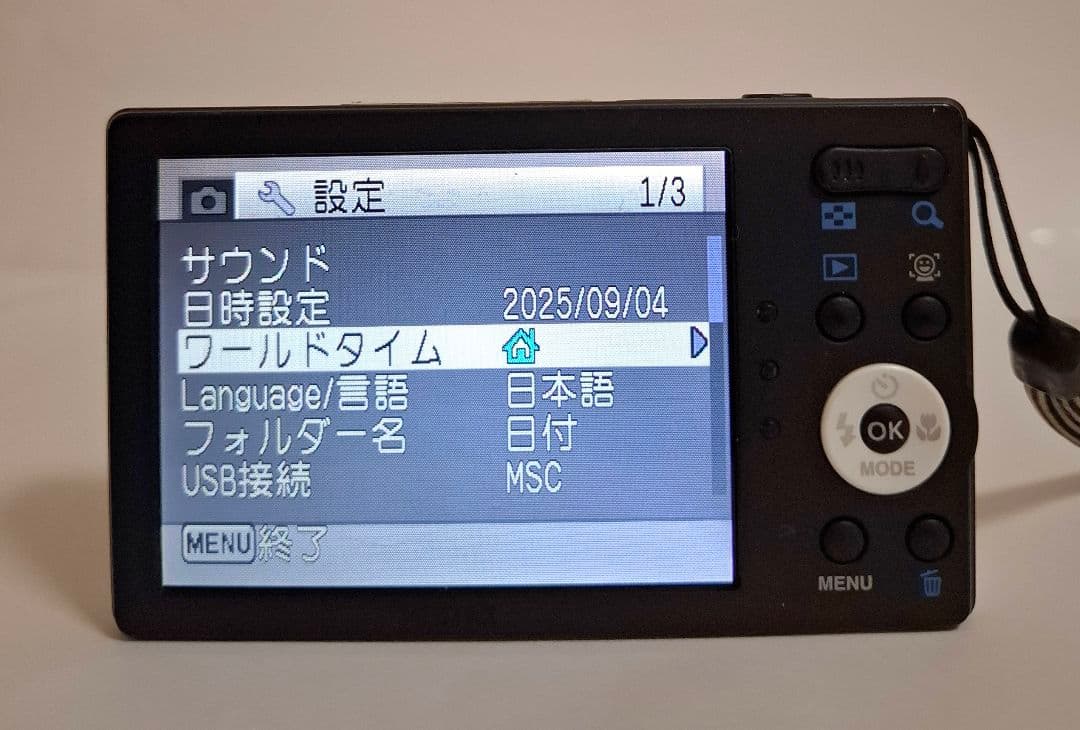 設定 1/3
サウンド
日時設定 2025/09/04
ワールドタイム
Language/言語 日本語
フォルダー名 日付
USB接続 MSC
MENU 終了
OK
MODE
MENU